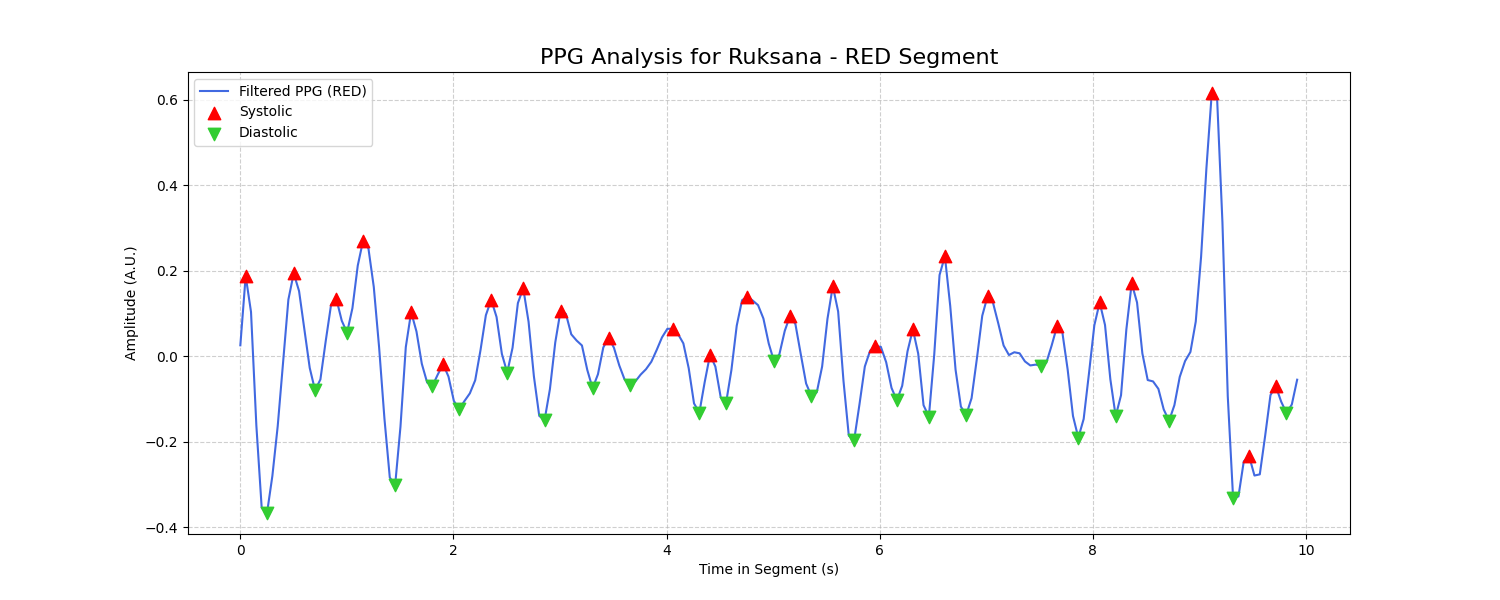 PPG Analysis for Ruksana - RED Segment
Filtered PPG (RED)
Systolic
Diastolic
Amplitude (A.U.)
0.6
0.4
0.2
0.0
−0.2
−0.4
0 2 4 6 8 10
Time in Segment (s)